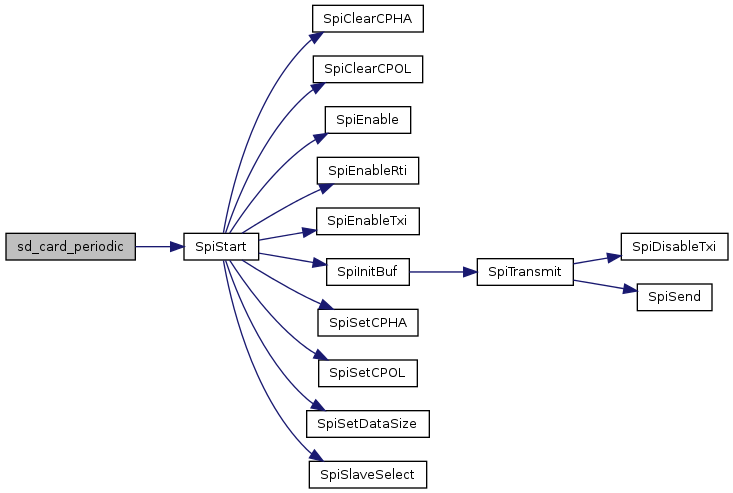 SpiClearCPHA
SpiClearCPOL
SpiEnable
SpiEnableRti
SpiEnableTxi
sd_card_periodic
SpiStart
SpiInitBuf
SpiTransmit
SpiDisableTxi
SpiSend
SpiSetCPHA
SpiSetCPOL
SpiSetDataSize
SpiSlaveSelect